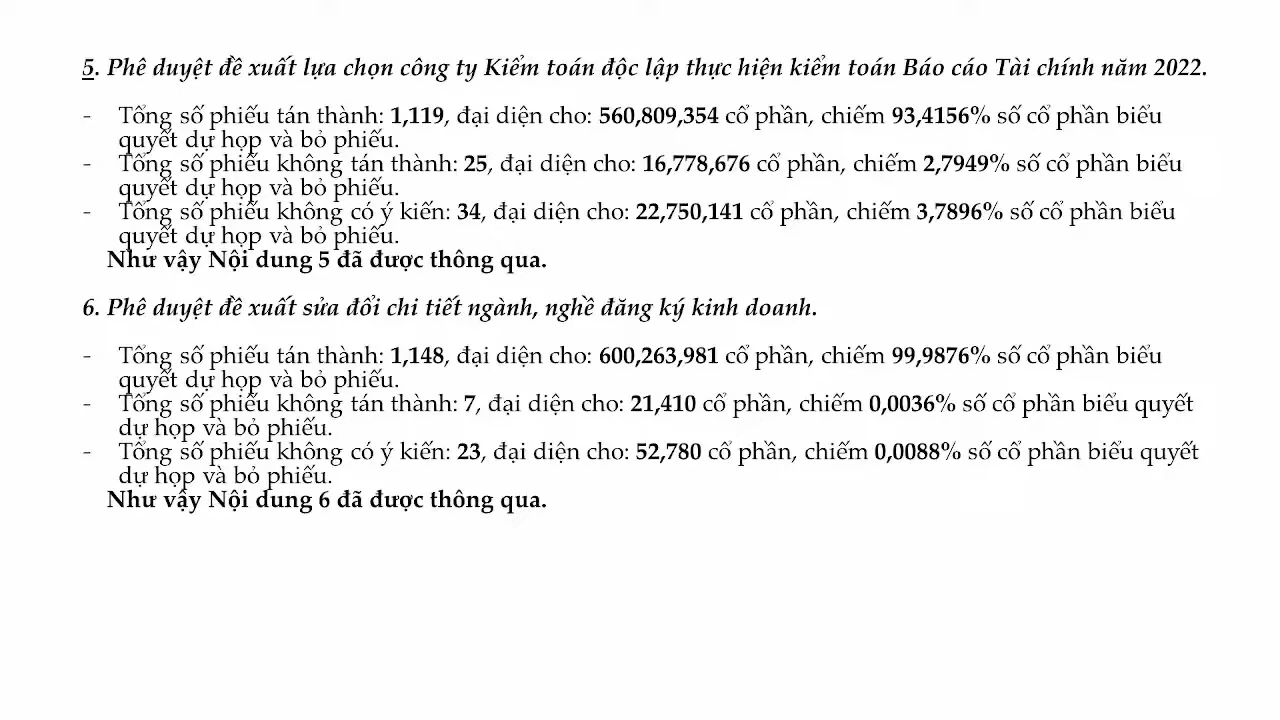 5. Phê duyệt đề xuất lựa chọn công ty Kiểm toán độc lập thực hiện kiểm toán Báo cáo Tài chính năm 2022.
- Tổng số phiếu tán thành: 1,119, đại diện cho: 560,809,354 cổ phần, chiếm 93,4156% số cổ phần biểu
quyết dự họp và bỏ phiếu.
- Tổng số phiếu không tán thành: 25, đại diện cho: 16,778,676 cổ phần, chiếm 2,7949% số cổ phần biểu
quyết dự họp và bỏ phiếu.
- Tổng số phiếu không có ý kiến: 34, đại diện cho: 22,750,141 cổ phần, chiếm 3,7896% số cổ phần biểu
quyết dự họp và bỏ phiếu.
Như vậy Nội dung 5 đã được thông qua.
6. Phê duyệt đề xuất sửa đổi chi tiết ngành, nghề đăng ký kinh doanh.
- Tổng số phiếu tán thành: 1,148, đại diện cho: 600,263,981 cổ phần, chiếm 99,9876% số cổ phần biểu
quyết dự họp và bỏ phiếu.
- Tổng số phiếu không tán thành: 7, đại diện cho: 21,410 cổ phần, chiếm 0,0036% số cổ phần biểu quyết
dự họp và bỏ phiếu.
- Tổng số phiếu không có ý kiến: 23, đại diện cho: 52,780 cổ phần, chiếm 0,0088% số cổ phần biểu quyết
dự họp và bỏ phiếu.
Như vậy Nội dung 6 đã được thông qua.